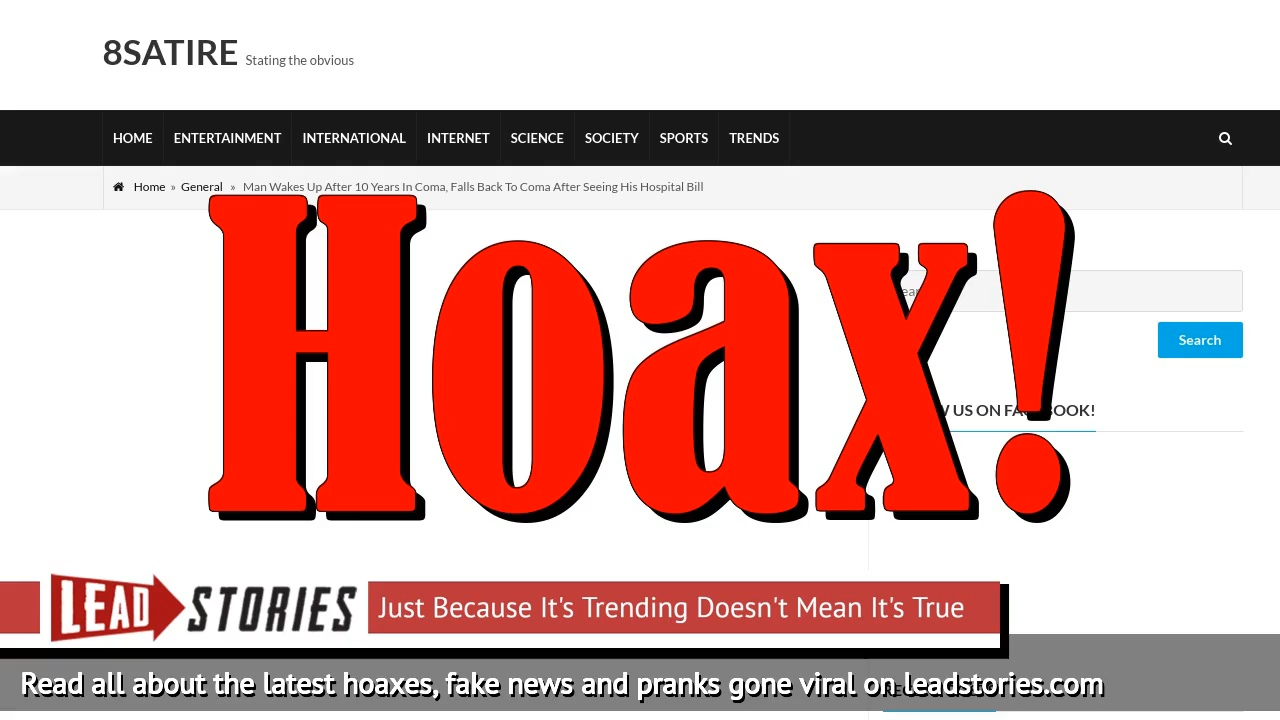 8SATIRE Stating the obvious
HOME ENTERTAINMENT INTERNATIONAL INTERNET SCIENCE SOCIETY SPORTS TRENDS
Home » General » Man Wakes Up After 10 Years In Coma, Falls Back To Coma After Seeing His Hospital Bill
Hoax!
Search
US ON
LEAD STORIES Just Because It's Trending Doesn't Mean It's True
Read all about the latest hoaxes, fake news and pranks gone viral on leadstories.com